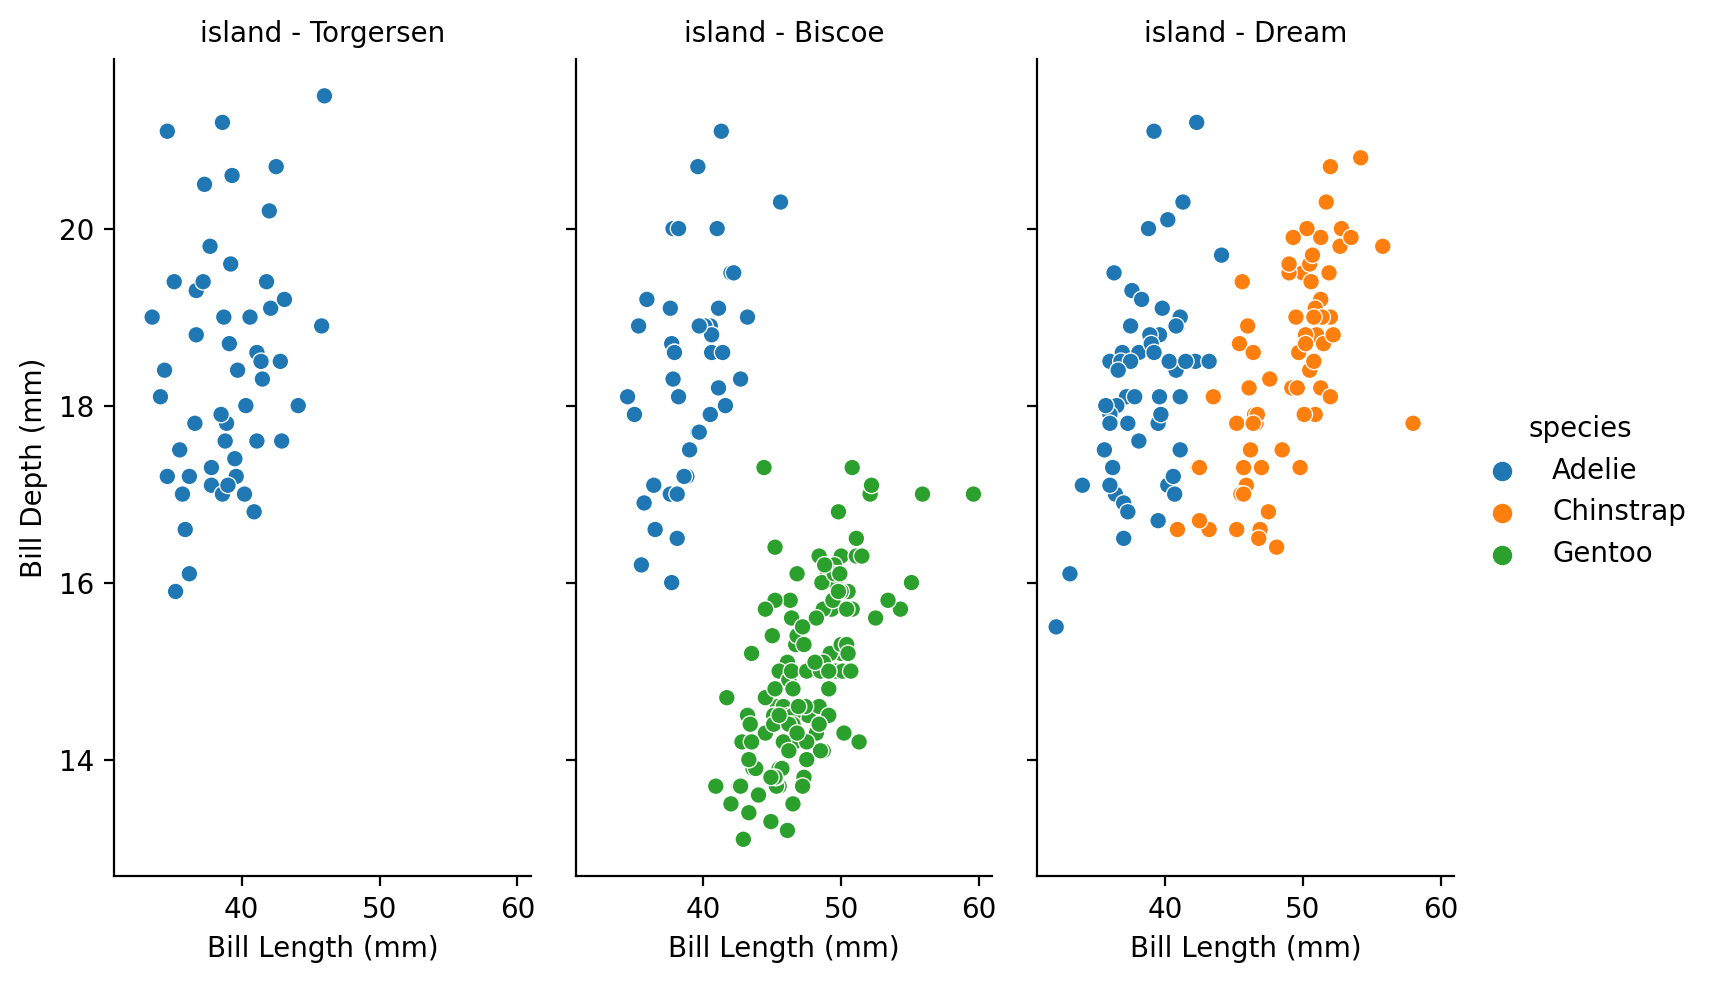 island - Torgersen
island - Biscoe
island - Dream
Bill Depth (mm)
20
18
16
14
40 50 60
40 50 60
40 50 60
Bill Length (mm)
Bill Length (mm)
Bill Length (mm)
species
Adelie
Chinstrap
Gentoo